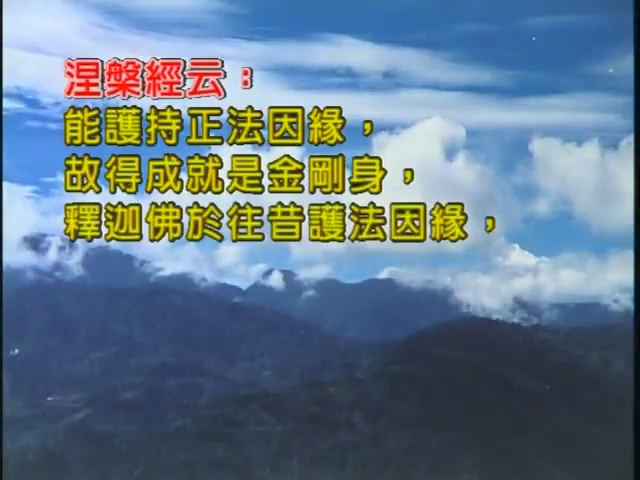 涅槃經云：
能護持正法因緣，
故得成就是金剛身，
釋迦佛於往昔護法因緣，